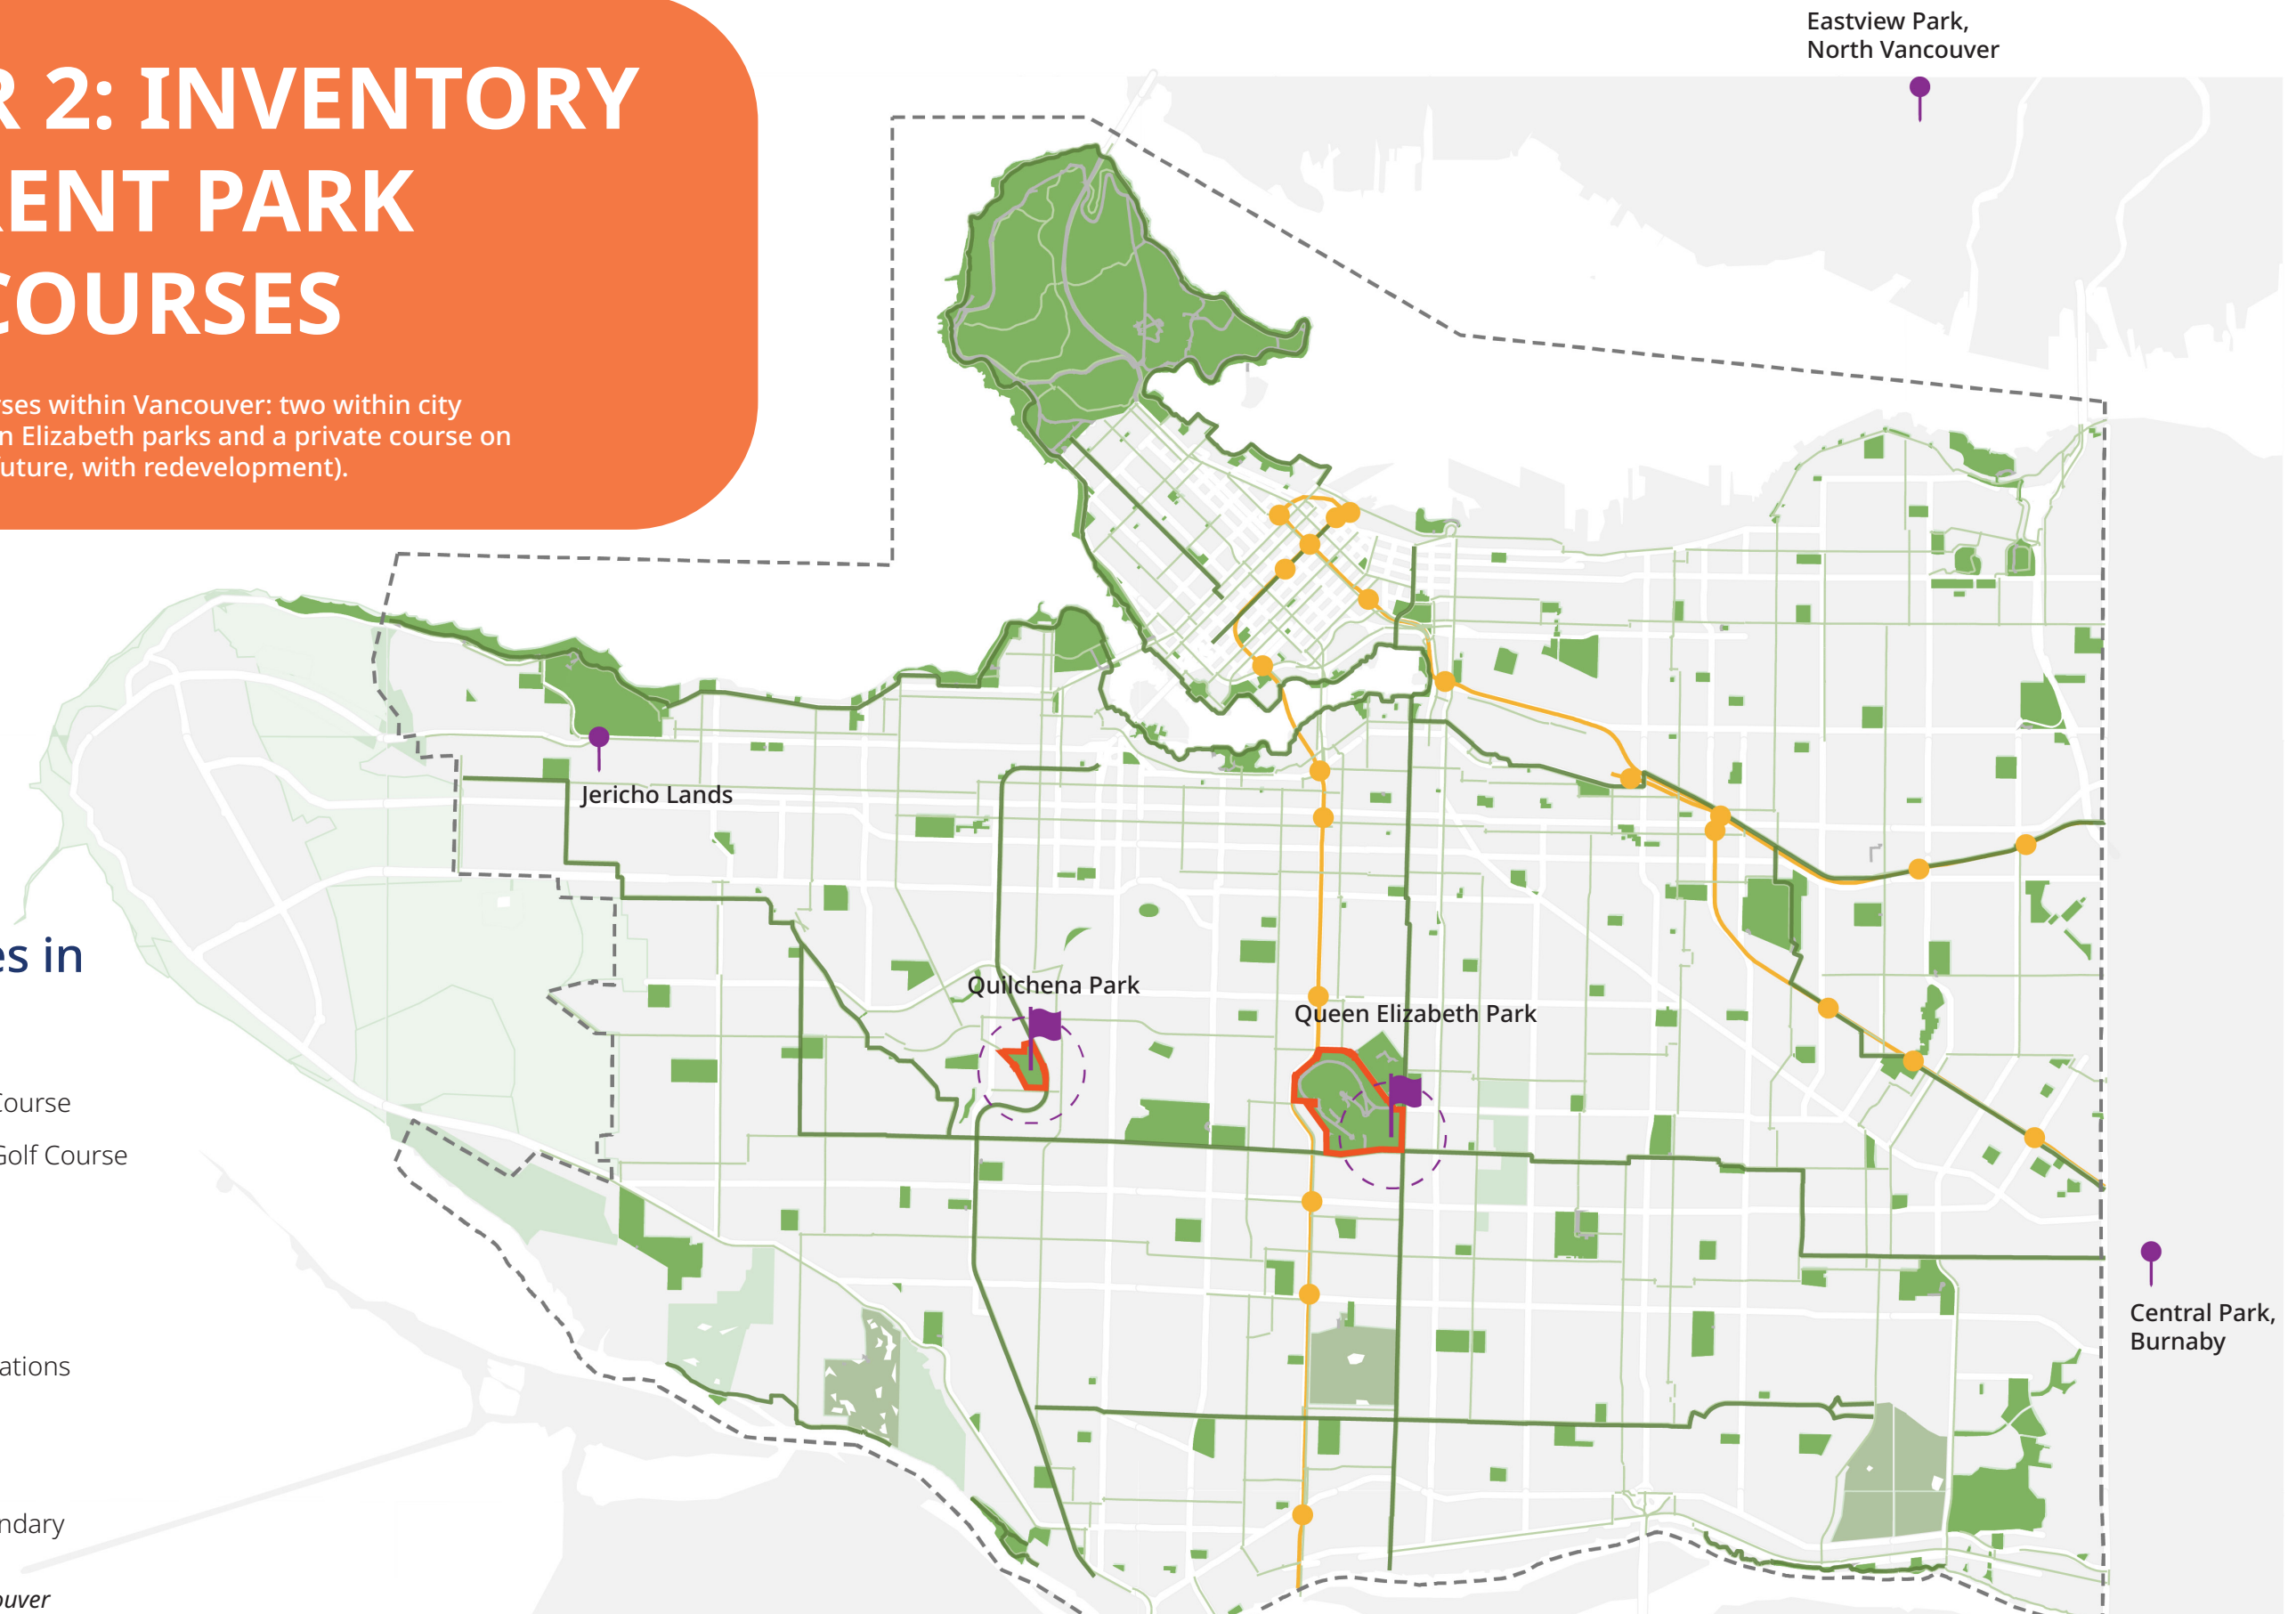 R 2: INVENTORY
RENT PARK
COURSES
rses within Vancouver: two within city
n Elizabeth parks and a private course on
future, with redevelopment).
Eastview Park,
North Vancouver
Jericho Lands
es in
Quilchena Park
Queen Elizabeth Park
Course
Golf Course
Central Park,
Burnaby
ations
ndary
ouver